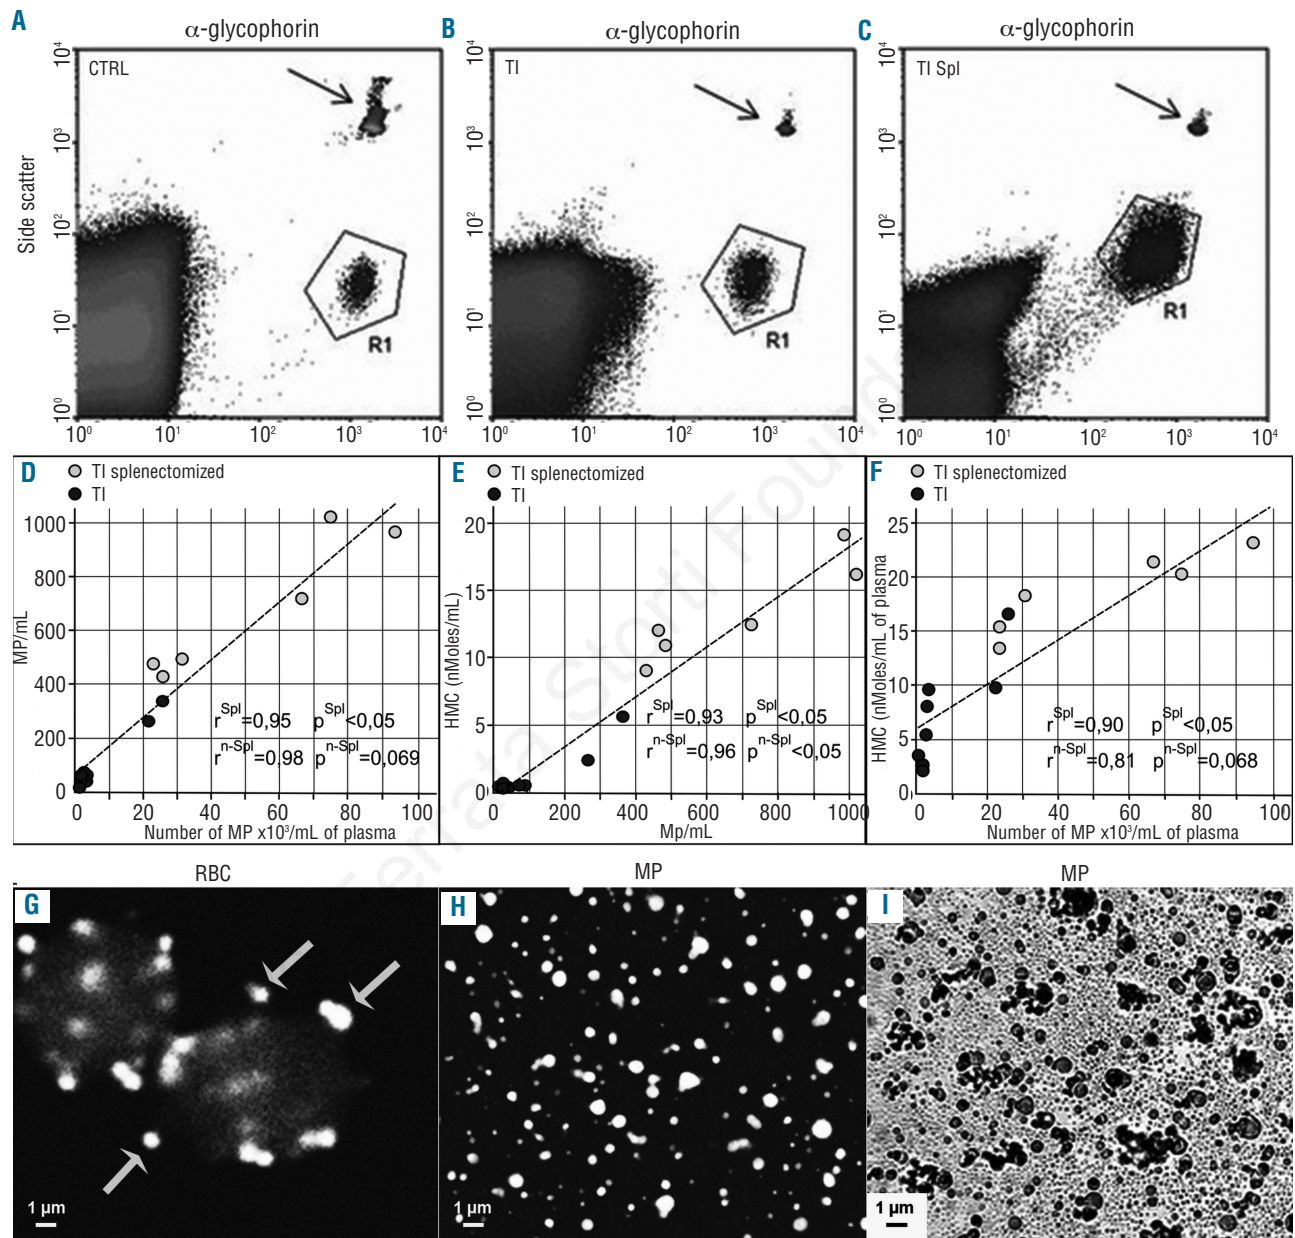 A
α-glycophorin
B
α-glycophorin
C
α-glycophorin
CTRL
TI
TI Spl
Side scatter
10⁴
10³
10²
10¹
10⁰
R1
10⁰ 10¹ 10² 10³ 10⁴
10⁴
10³
10²
10¹
10⁰
R1
10⁰ 10¹ 10² 10³ 10⁴
10⁴
10³
10²
10¹
10⁰
R1
10⁰ 10¹ 10² 10³ 10⁴
D
TI splenectomized
TI
MP/mL
1000
800
600
400
200
0
r^Spl=0,95 p^Spl<0,05
r^n-Spl=0,98 p^n-Spl=0,069
0 20 40 60 80 100
Number of MP x10³/mL of plasma
E
TI splenectomized
TI
HMC (nMoles/mL)
20
15
10
5
0
r^Spl=0,93 p^Spl<0,05
r^n-Spl=0,96 p^n-Spl<0,05
0 200 400 600 800 1000
Mp/mL
F
TI splenectomized
TI
HMC (nMoles/mL of plasma
25
20
15
10
5
0
r^Spl=0,90 p^Spl<0,05
r^n-Spl=0,81 p^n-Spl=0,068
0 20 40 60 80 100
Number of MP x10³/mL of plasma
RBC
MP
MP
G
1 µm
H
1 µm
I
1 µm
Ferrata Storti Found